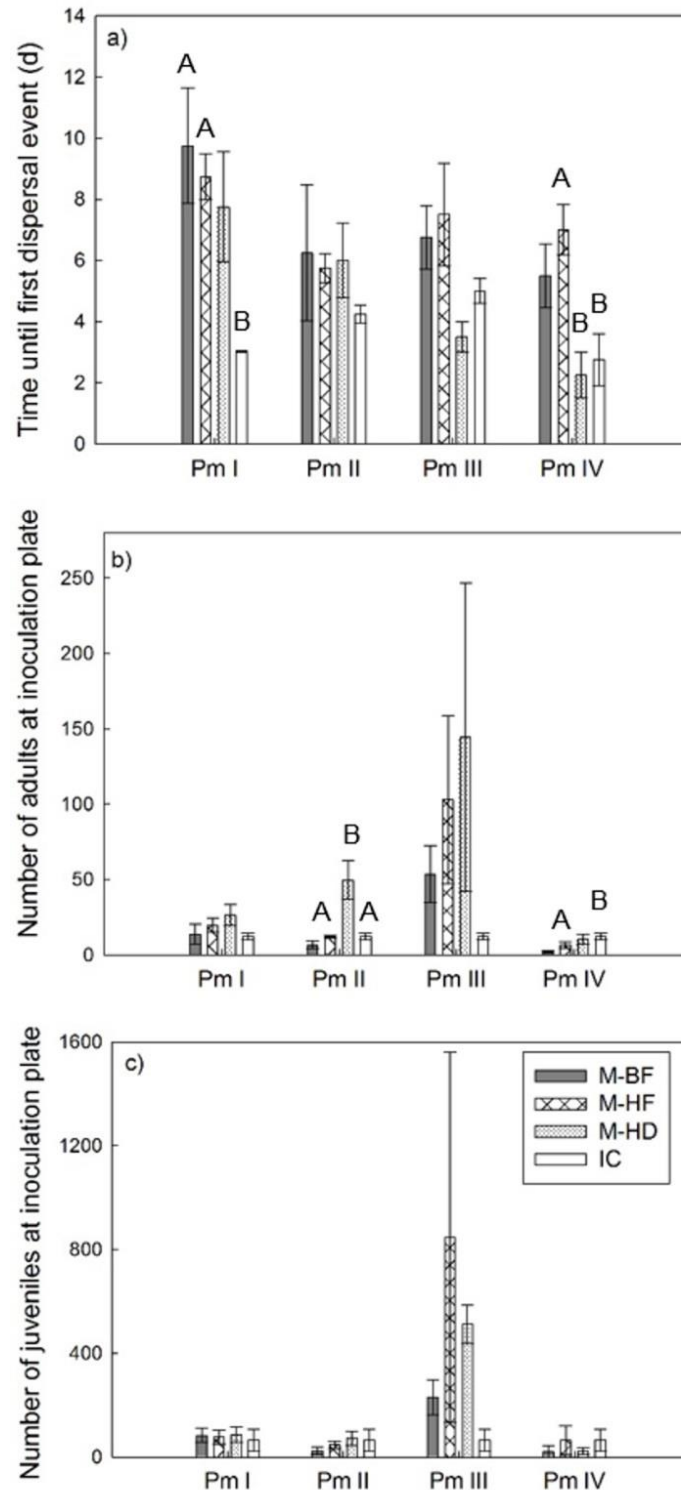 a)
Time until first dispersal event (d)
14
12
10
8
6
4
2
0
A
A
B
A
B
B
Pm I Pm II Pm III Pm IV
b)
Number of adults at inoculation plate
250
200
150
100
50
0
A
B
A
A
B
Pm I Pm II Pm III Pm IV
c)
Number of juveniles at inoculation plate
1600
1200
800
400
0
M-BF
M-HF
M-HD
IC
Pm I Pm II Pm III Pm IV